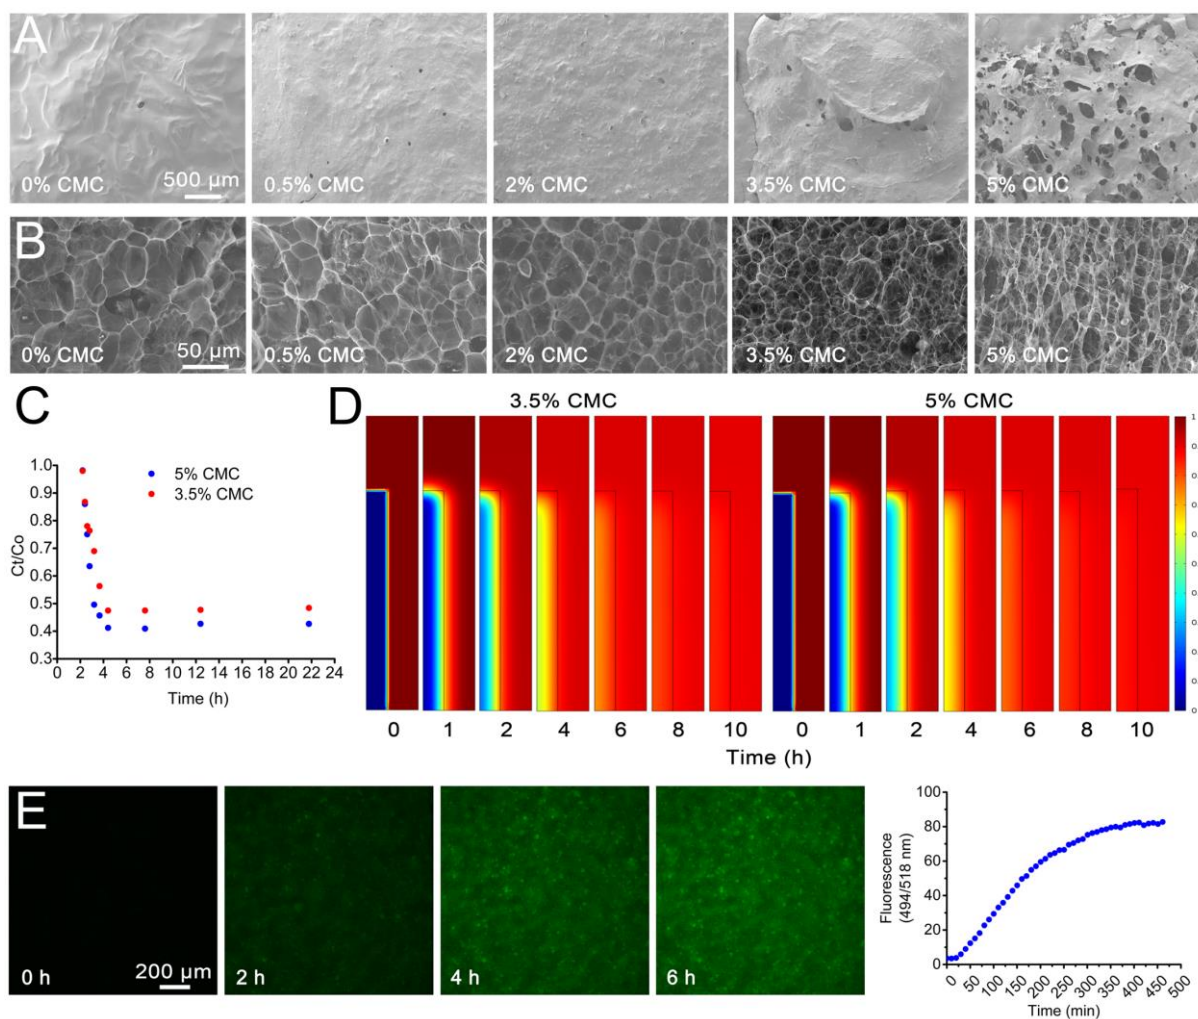 A
0% CMC
500 µm
0.5% CMC
2% CMC
3.5% CMC
5% CMC
B
0% CMC
50 µm
0.5% CMC
2% CMC
3.5% CMC
5% CMC
C
1.0
0.9
0.8
0.7
0.6
0.5
0.4
0.3
Ct/Co
5% CMC
3.5% CMC
0 2 4 6 8 10 12 14 16 18 20 22 24
Time (h)
D
3.5% CMC
5% CMC
1
0 1 2 4 6 8 10
0 1 2 4 6 8 10
Time (h)
E
0 h
200 µm
2 h
4 h
6 h
100
80
60
40
20
0
Fluorescence
(494/518 nm)
0 50 100 150 200 250 300 350 400 450 500
Time (min)